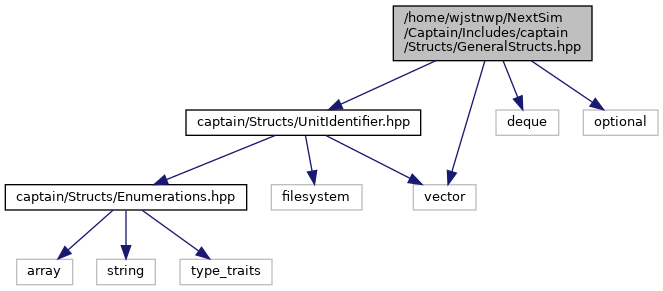 /home/wjstnwp/NextSim
/Captain/Includes/captain
/Structs/GeneralStructs.hpp
captain/Structs/UnitIdentifier.hpp
deque
optional
captain/Structs/Enumerations.hpp
filesystem
vector
array
string
type_traits